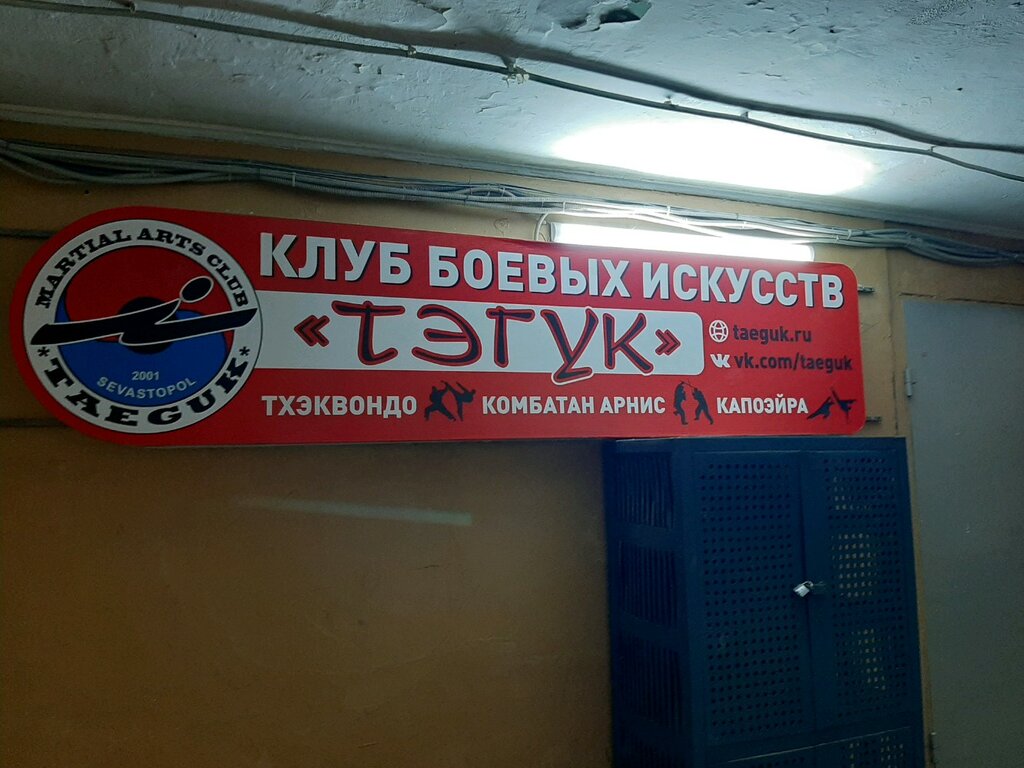 MARTIAL ARTS CLUB
2001
SEVASTOPOL
* TAEGUK *
КЛУБ БОЕВЫХ ИСКУССТВ
«ТЭГУК»
taeguk.ru
vk.com/taeguk
ТХЭКВОНДО КОМБАТАН АРНИС КАПОЭЙРА